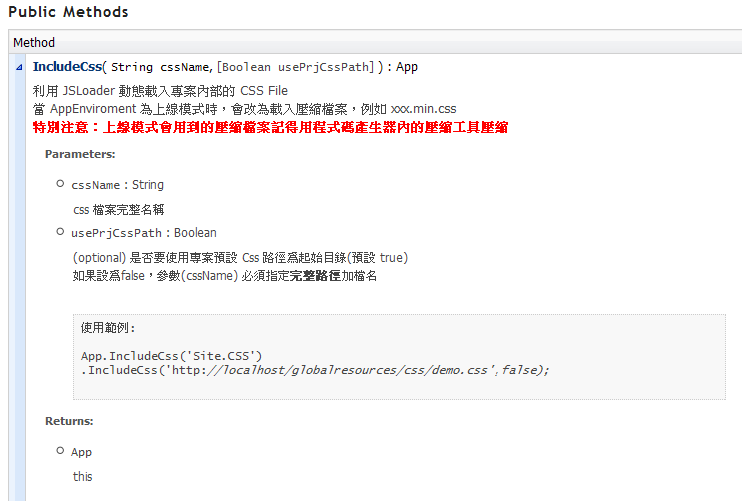 Public Methods
Method
IncludeCss( String cssName,[Boolean usePrjCssPath] ) : App
利用 JSLoader 動態載入專案內部的 CSS File
當 AppEnviroment 為上線模式時，會改為載入壓縮檔案，例如 xxx.min.css
特別注意：上線模式會用到的壓縮檔案記得用程式碼產生器內的壓縮工具壓縮
Parameters:
cssName : String
css 檔案完整名稱
usePrjCssPath : Boolean
(optional) 是否要使用專案預設 Css 路徑為起始目錄(預設 true)
如果設為false，參數(cssName) 必須指定完整路徑加檔名
使用範例:
App.IncludeCss('Site.CSS')
.IncludeCss('http://localhost/globalresources/css/demo.css',false);
Returns:
App
this